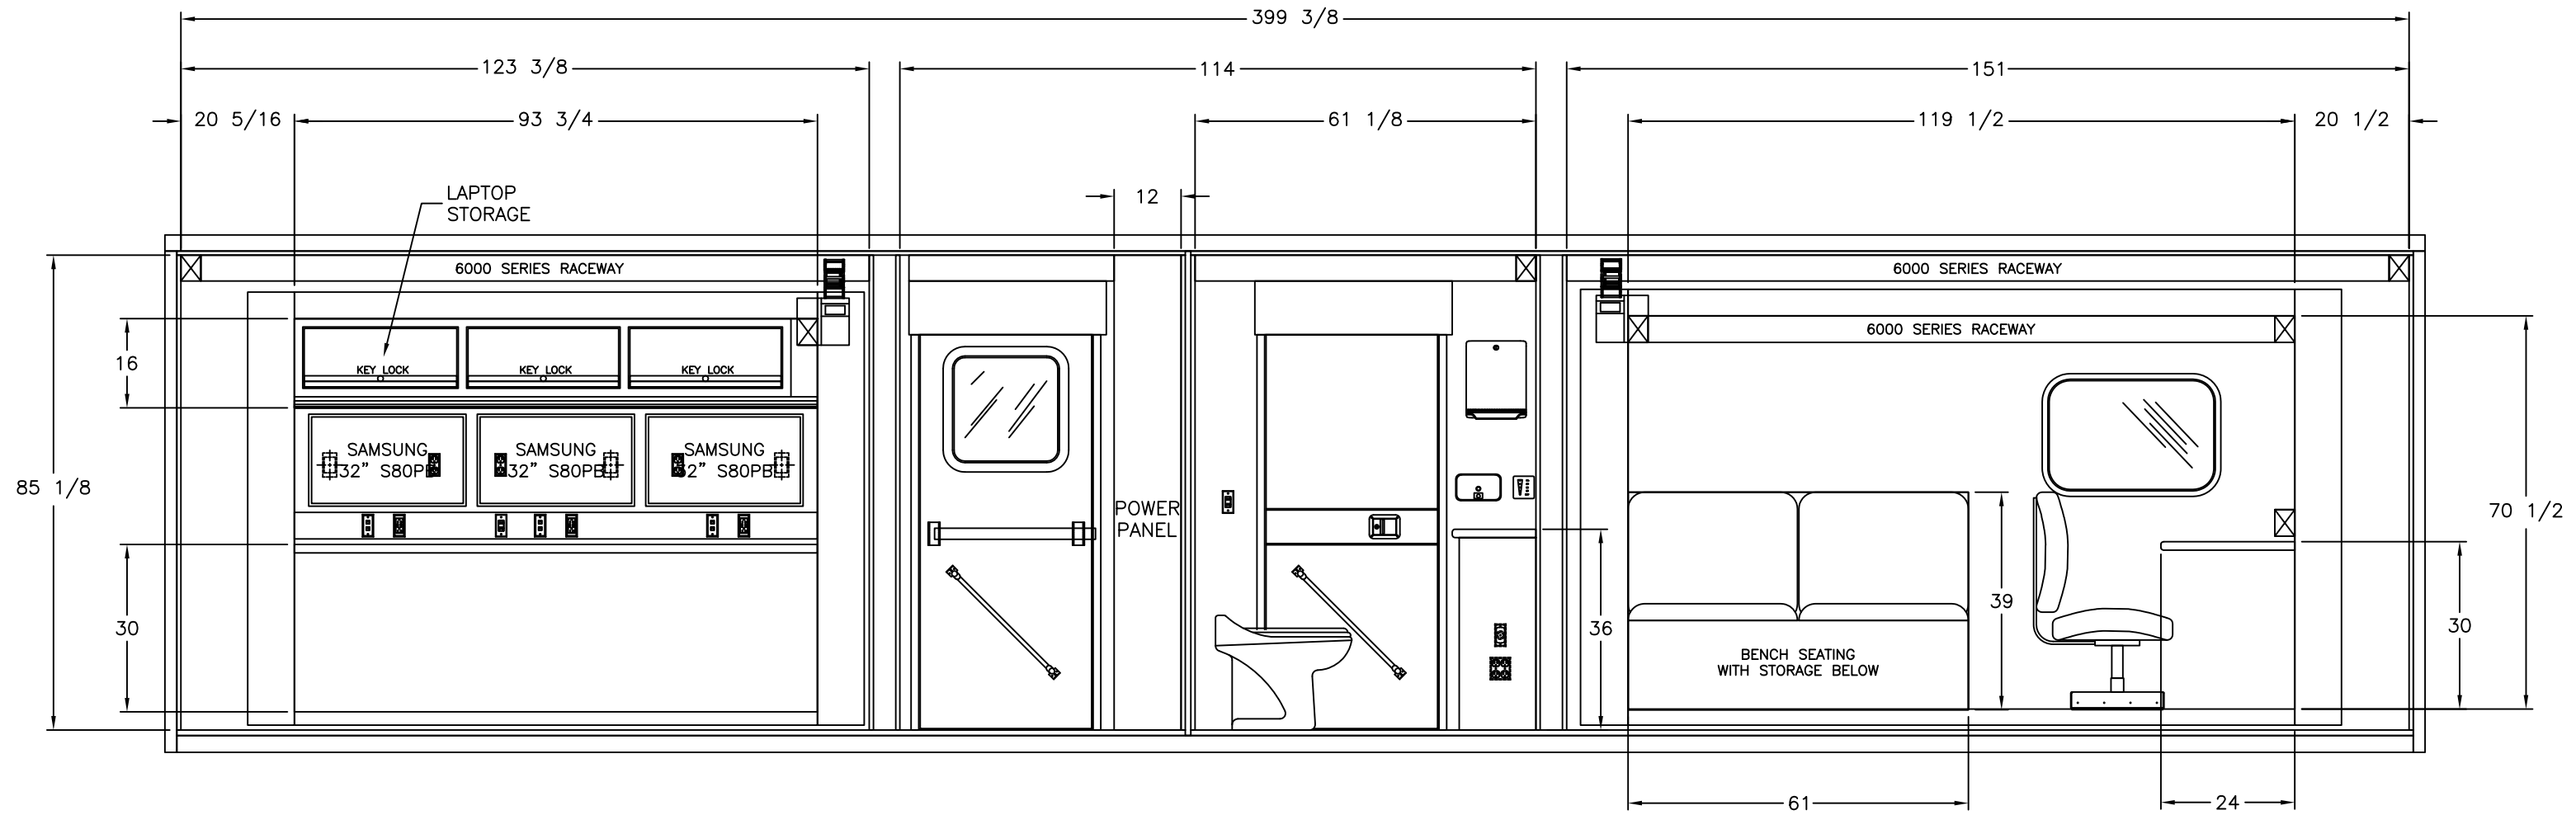 399 3/8
123 3/8
114
151
20 5/16
93 3/4
61 1/8
119 1/2
20 1/2
LAPTOP
STORAGE
12
6000 SERIES RACEWAY
6000 SERIES RACEWAY
6000 SERIES RACEWAY
16
KEY LOCK
KEY LOCK
KEY LOCK
SAMSUNG
32” S80PB
SAMSUNG
32” S80PB
SAMSUNG
32” S80PB
85 1/8
POWER
PANEL
70 1/2
30
36
39
30
BENCH SEATING
WITH STORAGE BELOW
61
24